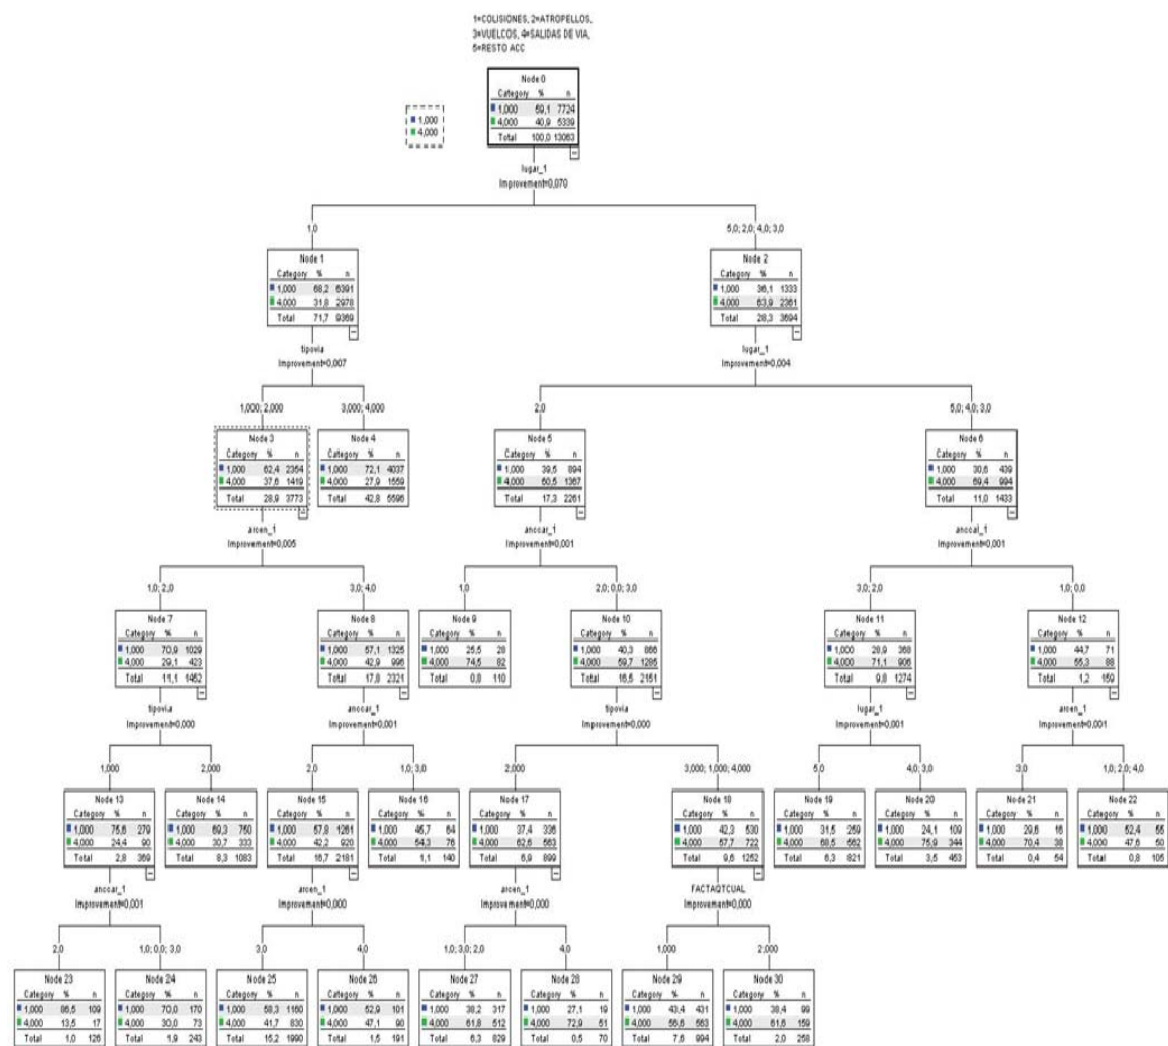 1=COLISIONES, 2=ATROPELLOS,
3=VUELCOS, 4=SALIDAS DE VIA,
5=RESTO ACC
1,000
4,000
Node 0
Category % n
1,000 59,1 7724
4,000 40,9 5339
Total 100,0 13063
lugar_1
Improvement=0,070
1,0
5,0; 2,0; 4,0; 3,0
Node 1
Category % n
1,000 68,2 6391
4,000 31,8 2978
Total 71,7 9369
tipovia
Improvement=0,007
Node 2
Category % n
1,000 36,1 1333
4,000 63,9 2361
Total 28,3 3694
lugar_1
Improvement=0,004
1,000; 2,000
3,000; 4,000
2,0
5,0; 4,0; 3,0
Node 3
Category % n
1,000 62,4 2354
4,000 37,6 1419
Total 28,9 3773
arcen_1
Improvement=0,005
Node 4
Category % n
1,000 72,1 4037
4,000 27,9 1559
Total 42,8 5596
Node 5
Category % n
1,000 39,5 894
4,000 60,5 1367
Total 17,3 2261
anccar_1
Improvement=0,001
Node 6
Category % n
1,000 30,6 439
4,000 69,4 994
Total 11,0 1433
anccal_1
Improvement=0,001
1,0; 2,0
3,0; 4,0
1,0
2,0; 0,0; 3,0
3,0; 2,0
1,0; 0,0
Node 7
Category % n
1,000 70,9 1029
4,000 29,1 423
Total 11,1 1452
tipovia
Improvement=0,000
Node 8
Category % n
1,000 57,1 1325
4,000 42,9 996
Total 17,8 2321
anccar_1
Improvement=0,001
Node 9
Category % n
1,000 25,5 28
4,000 74,5 82
Total 0,8 110
Node 10
Category % n
1,000 40,3 866
4,000 59,7 1285
Total 16,5 2151
tipovia
Improvement=0,000
Node 11
Category % n
1,000 28,9 368
4,000 71,1 906
Total 9,8 1274
lugar_1
Improvement=0,001
Node 12
Category % n
1,000 44,7 71
4,000 55,3 88
Total 1,2 159
arcen_1
Improvement=0,001
1,000
2,000
2,0
1,0; 3,0
2,000
3,000; 1,000; 4,000
5,0
4,0; 3,0
3,0
1,0; 2,0; 4,0
Node 13
Category % n
1,000 75,6 279
4,000 24,4 90
Total 2,8 369
anccar_1
Improvement=0,001
Node 14
Category % n
1,000 69,3 750
4,000 30,7 333
Total 8,3 1083
Node 15
Category % n
1,000 57,8 1261
4,000 42,2 920
Total 16,7 2181
arcen_1
Improvement=0,000
Node 16
Category % n
1,000 45,7 64
4,000 54,3 76
Total 1,1 140
Node 17
Category % n
1,000 37,4 336
4,000 62,6 563
Total 6,9 899
arcen_1
Improvement=0,000
Node 18
Category % n
1,000 42,3 530
4,000 57,7 722
Total 9,6 1252
FACTAQTCUAL
Improvement=0,000
Node 19
Category % n
1,000 31,5 259
4,000 68,5 562
Total 6,3 821
Node 20
Category % n
1,000 24,1 109
4,000 75,9 344
Total 3,5 453
Node 21
Category % n
1,000 29,6 16
4,000 70,4 38
Total 0,4 54
Node 22
Category % n
1,000 52,4 55
4,000 47,6 50
Total 0,8 105
2,0
1,0; 0,0; 3,0
3,0
4,0
1,0; 3,0; 2,0
4,0
1,000
2,000
Node 23
Category % n
1,000 86,5 109
4,000 13,5 17
Total 1,0 126
Node 24
Category % n
1,000 70,0 170
4,000 30,0 73
Total 1,9 243
Node 25
Category % n
1,000 58,3 1160
4,000 41,7 830
Total 15,2 1990
Node 26
Category % n
1,000 52,9 101
4,000 47,1 90
Total 1,5 191
Node 27
Category % n
1,000 38,2 317
4,000 61,8 512
Total 6,3 829
Node 28
Category % n
1,000 27,1 19
4,000 72,9 51
Total 0,5 70
Node 29
Category % n
1,000 43,4 431
4,000 56,6 563
Total 7,6 994
Node 30
Category % n
1,000 38,4 99
4,000 61,6 159
Total 2,0 258